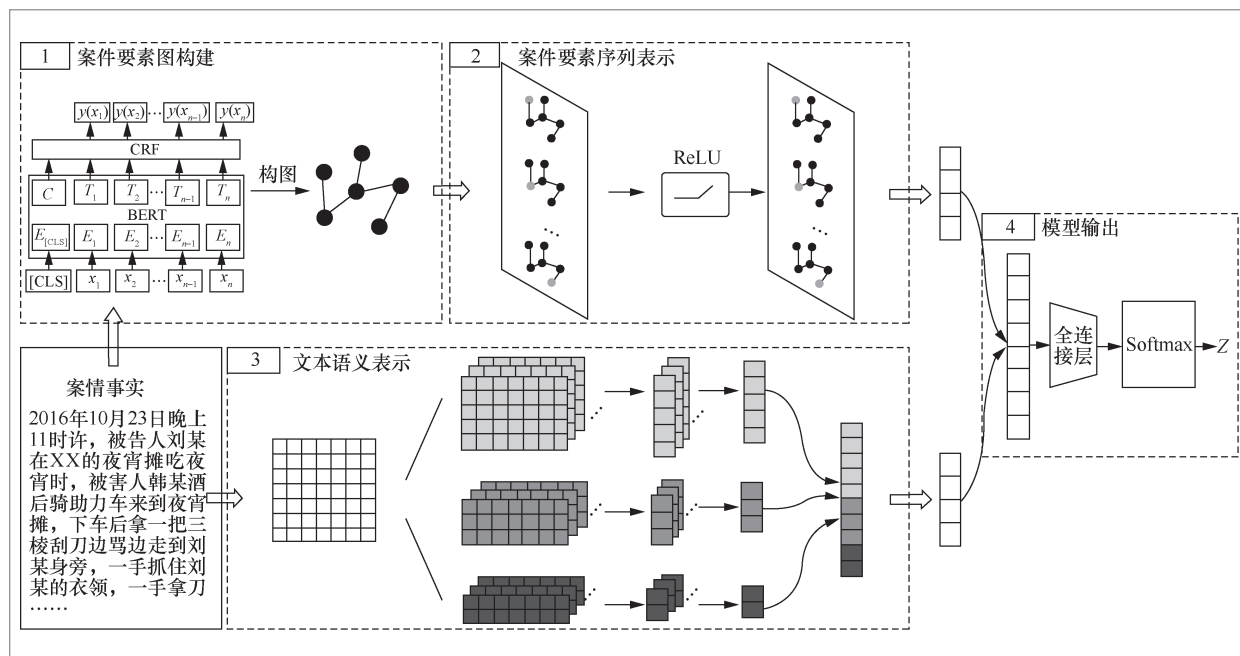 1 案件要素图构建
y(x₁) y(x₂) … y(xₙ₋₁) y(xₙ)
CRF
C T₁ T₂ … Tₙ₋₁ Tₙ
BERT
E[CLS] E₁ E₂ … Eₙ₋₁ Eₙ
[CLS] x₁ x₂ … xₙ₋₁ xₙ
构图
2 案件要素序列表示
…
ReLU
…
案情事实
2016年10月23日晚上
11时许，被告人刘某
在XX的夜宵摊吃夜
宵时，被害人韩某酒
后骑助力车来到夜宵
摊，下车后拿一把三
棱刮刀边骂边走到刘
某身旁，一手抓住刘
某的衣领，一手拿刀
……
3 文本语义表示
4 模型输出
全连
接层
Softmax
Z